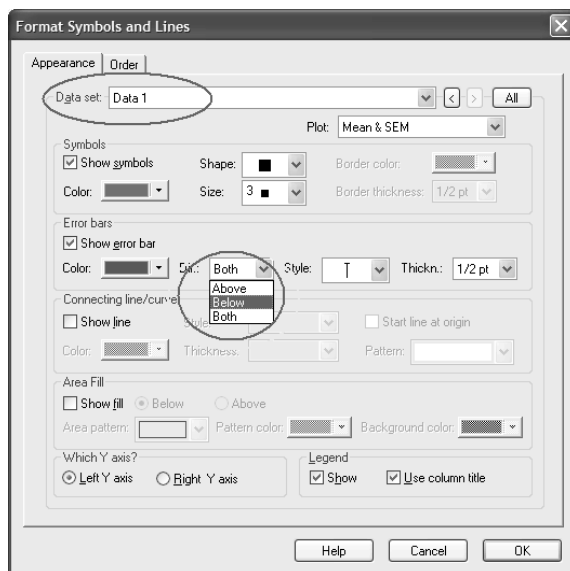 Format Symbols and Lines
Appearance Order
Data set: Data 1 < > All
Plot: Mean & SEM
Symbols
Show symbols Shape: Border color:
Color: Size: 3 Border thickness: 1/2 pt
Error bars
Show error bar
Color: Dir.: Both Style: Thickn.: 1/2 pt
Above
Below
Both
Connecting line/curve
Show line Style: Start line at origin
Color: Thickness: Pattern:
Area Fill
Show fill Below Above
Area pattern: Pattern color: Background color:
Which Y axis? Legend
Left Y axis Right Y axis Show Use column title
Help Cancel OK